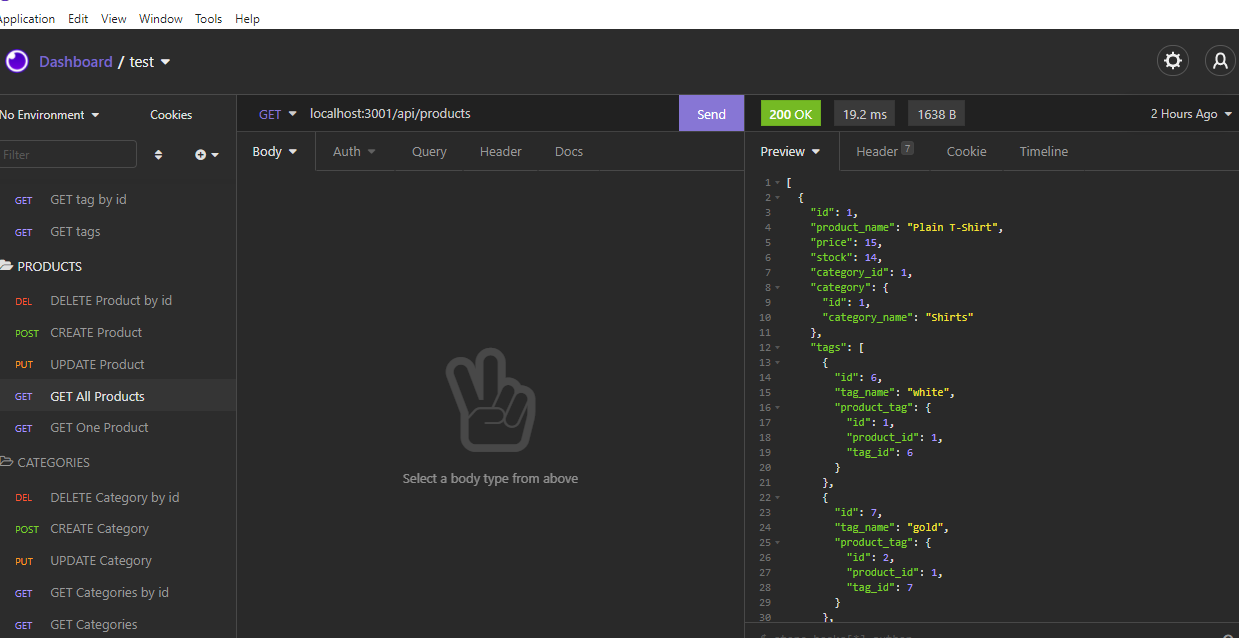 Application Edit View Window Tools Help
Dashboard / test
No Environment Cookies
GET localhost:3001/api/products Send
200 OK 19.2 ms 1638 B 2 Hours Ago
Filter
Body Auth Query Header Docs
Preview Header 7 Cookie Timeline
GET GET tag by id
GET GET tags
PRODUCTS
DEL DELETE Product by id
POST CREATE Product
PUT UPDATE Product
GET GET All Products
GET GET One Product
CATEGORIES
DEL DELETE Category by id
POST CREATE Category
PUT UPDATE Category
GET GET Categories by id
GET GET Categories
Select a body type from above
1 [
2 {
3 "id": 1,
4 "product_name": "Plain T-Shirt",
5 "price": 15,
6 "stock": 14,
7 "category_id": 1,
8 "category": {
9 "id": 1,
10 "category_name": "Shirts"
11 },
12 "tags": [
13 {
14 "id": 6,
15 "tag_name": "white",
16 "product_tag": {
17 "id": 1,
18 "product_id": 1,
19 "tag_id": 6
20 }
21 },
22 {
23 "id": 7,
24 "tag_name": "gold",
25 "product_tag": {
26 "id": 2,
27 "product_id": 1,
28 "tag_id": 7
29 }
30 },